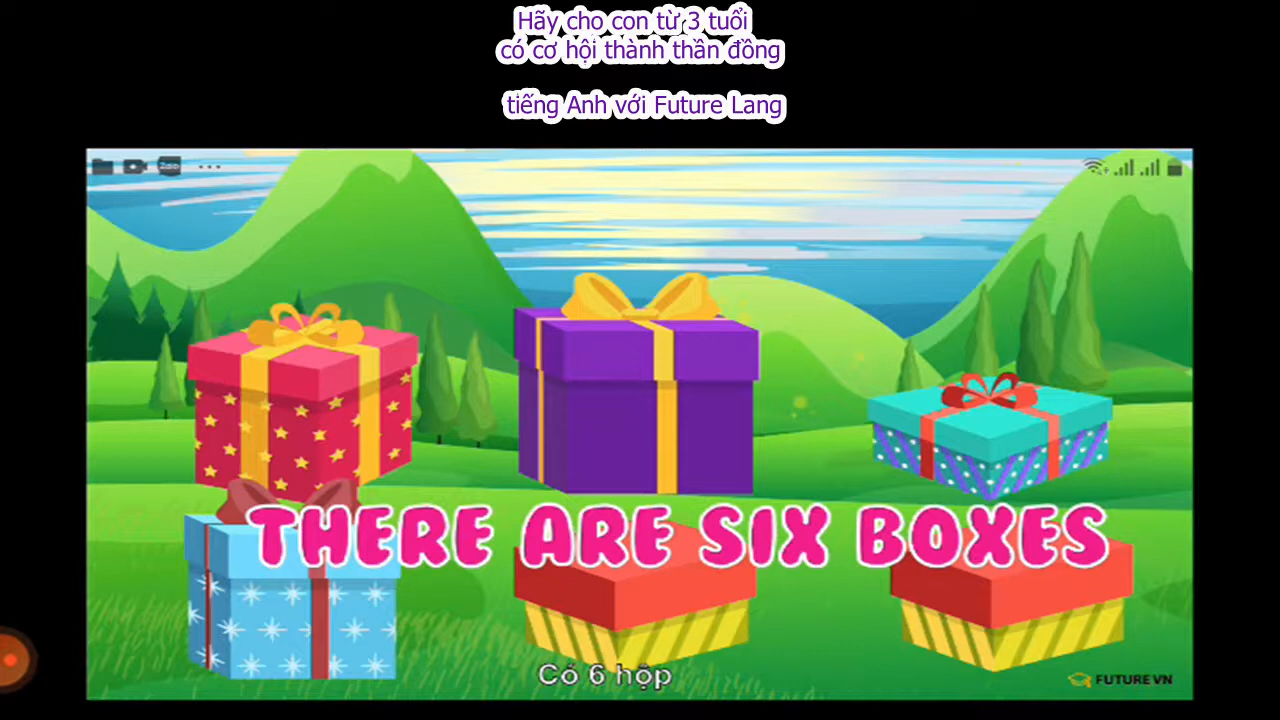 Hãy cho con từ 3 tuổi
có cơ hội thành thần đồng
tiếng Anh với Future Lang
Zalo
THERE ARE SIX BOXES
Có 6 hộp
FUTURE VN